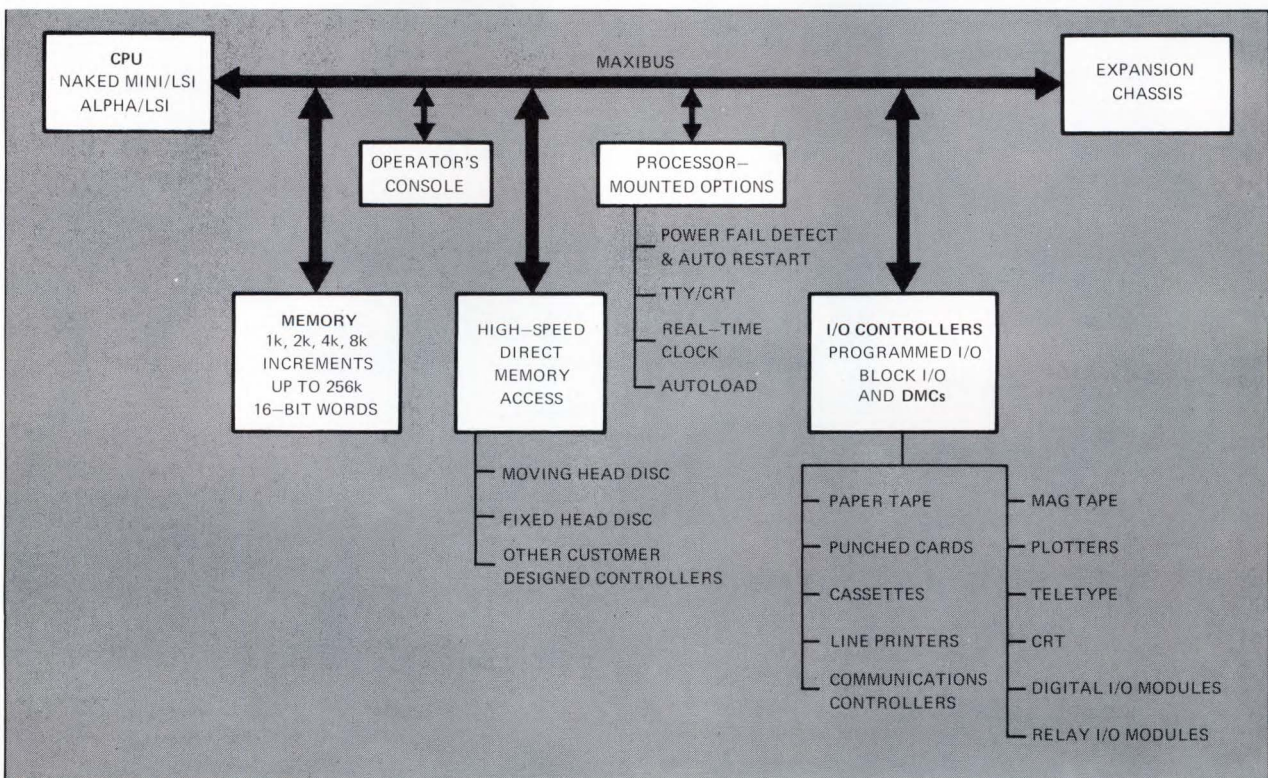 CPU
NAKED MINI/LSI
ALPHA/LSI
MAXIBUS
EXPANSION
CHASSIS
OPERATOR'S
CONSOLE
PROCESSOR–
MOUNTED OPTIONS
POWER FAIL DETECT
& AUTO RESTART
TTY/CRT
REAL–TIME
CLOCK
AUTOLOAD
MEMORY
1k, 2k, 4k, 8k
INCREMENTS
UP TO 256k
16–BIT WORDS
HIGH–SPEED
DIRECT
MEMORY
ACCESS
MOVING HEAD DISC
FIXED HEAD DISC
OTHER CUSTOMER
DESIGNED CONTROLLERS
I/O CONTROLLERS
PROGRAMMED I/O
BLOCK I/O
AND DMCs
PAPER TAPE
PUNCHED CARDS
CASSETTES
LINE PRINTERS
COMMUNICATIONS
CONTROLLERS
MAG TAPE
PLOTTERS
TELETYPE
CRT
DIGITAL I/O MODULES
RELAY I/O MODULES